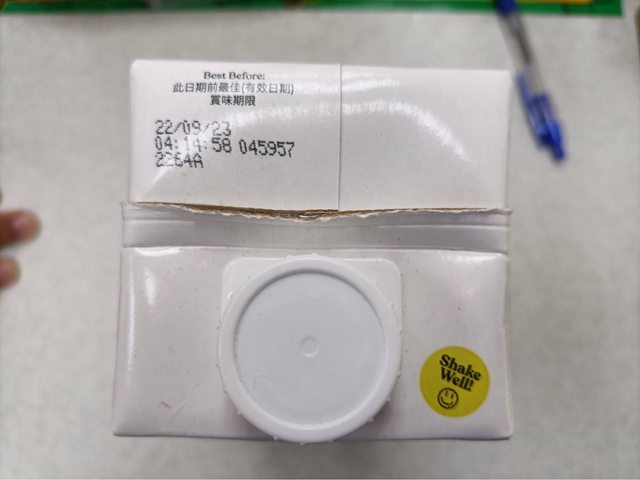 Best Before:
此日期前最佳(有效日期)
賞味期限
22/09/23
04:14:58 045957
2264A
Shake
Well!